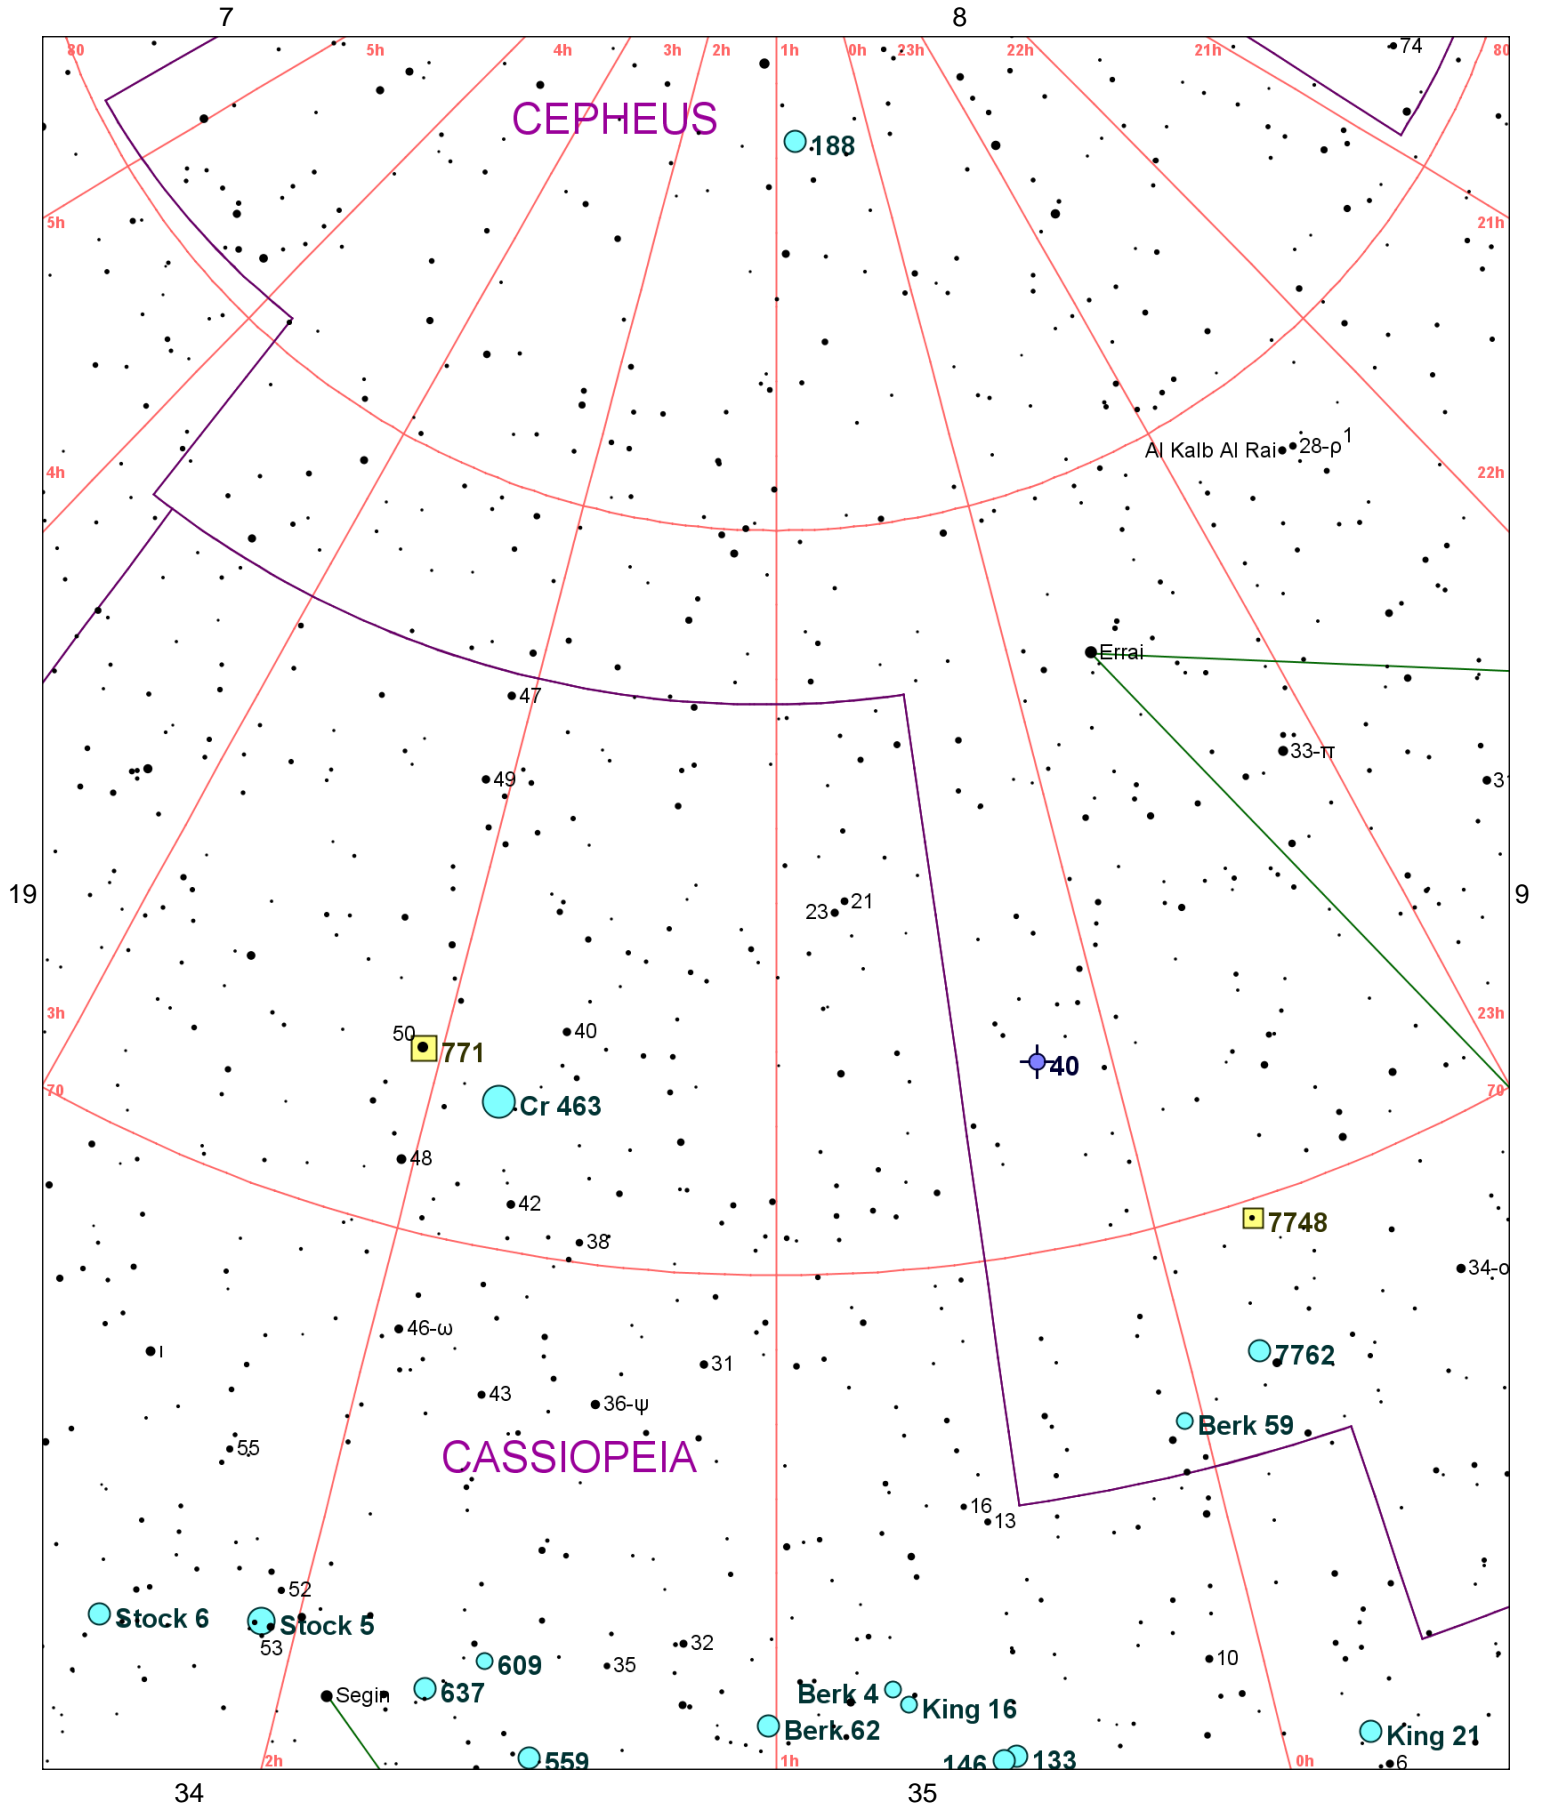 7 8
80 5h 4h 3h 2h 1h 0h 23h 22h 21h 74 80
CEPHEUS
188
5h 21h
Al Kalb Al Rai 28-ρ1
4h 22h
Errai
47
33-π
49 3
19 9
23 21
3h 23h
50 771 40
40
70 70
Cr 463
48
42
7748
38
34-o
46-ω
ι 31 7762
43 36-ψ
Berk 59
55
CASSIOPEIA
16
13
52
Stock 6 Stock 5
53 32
609 35 10
637 Segin Berk 4
King 16
Berk 62 King 21
559 146 133
2h 1h 0h 6
34 35